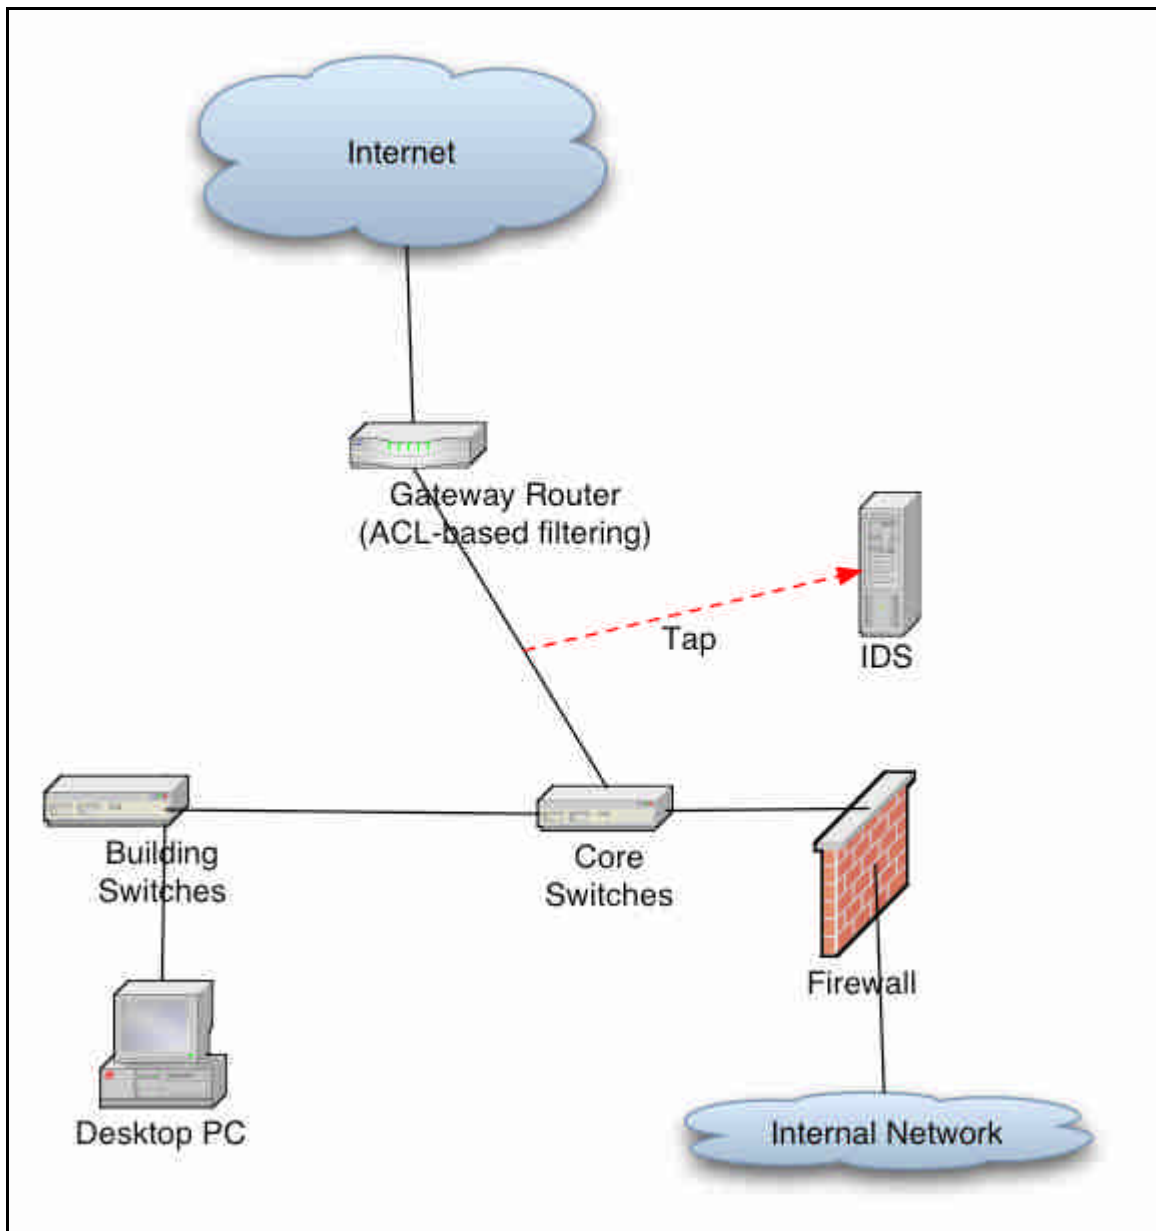 Internet
Gateway Router
(ACL-based filtering)
Tap
IDS
Building
Switches
Core
Switches
Firewall
Desktop PC
Internal Network